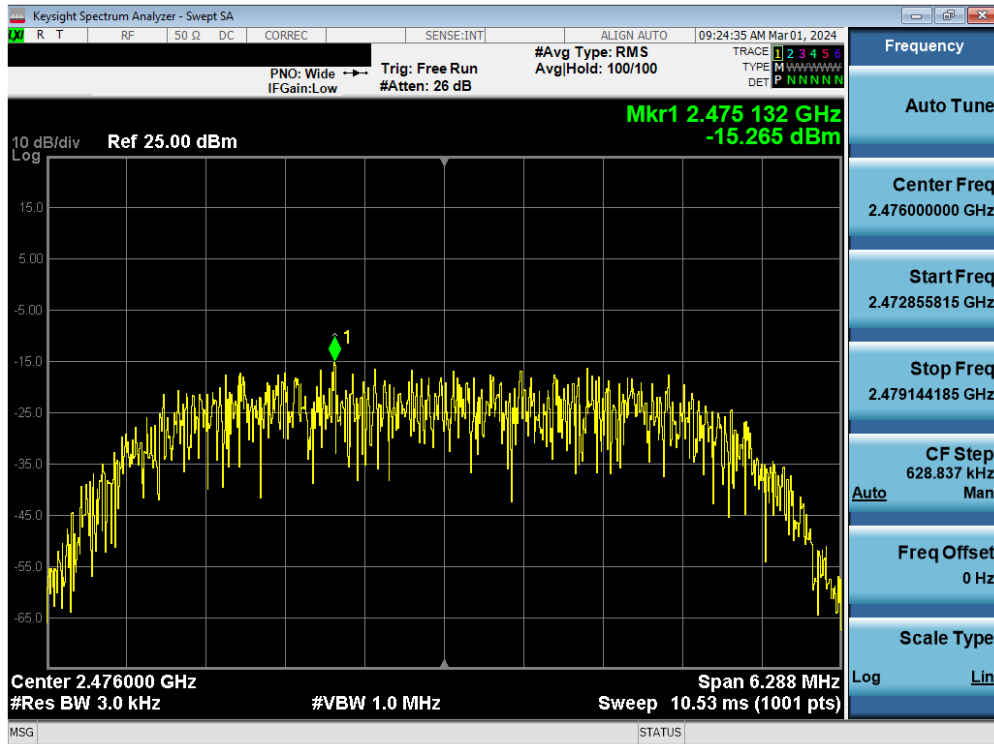 Keysight Spectrum Analyzer - Swept SA
LXI R T RF 50 Ω DC CORREC SENSE:INT ALIGN AUTO 09:24:35 AM Mar 01, 2024
PNO: Wide
IFGain:Low
Trig: Free Run
#Atten: 26 dB
#Avg Type: RMS
Avg|Hold: 100/100
TRACE 1 2 3 4 5 6
TYPE M W W W W W
DET P N N N N N
Mkr1 2.475 132 GHz
-15.265 dBm
10 dB/div Ref 25.00 dBm
Log
15.0
5.00
-5.00
1
-15.0
-25.0
-35.0
-45.0
-55.0
-65.0
Center 2.476000 GHz Span 6.288 MHz
#Res BW 3.0 kHz #VBW 1.0 MHz Sweep 10.53 ms (1001 pts)
MSG STATUS
Frequency
Auto Tune
Center Freq
2.476000000 GHz
Start Freq
2.472855815 GHz
Stop Freq
2.479144185 GHz
CF Step
628.837 kHz
Auto Man
Freq Offset
0 Hz
Scale Type
Log Lin